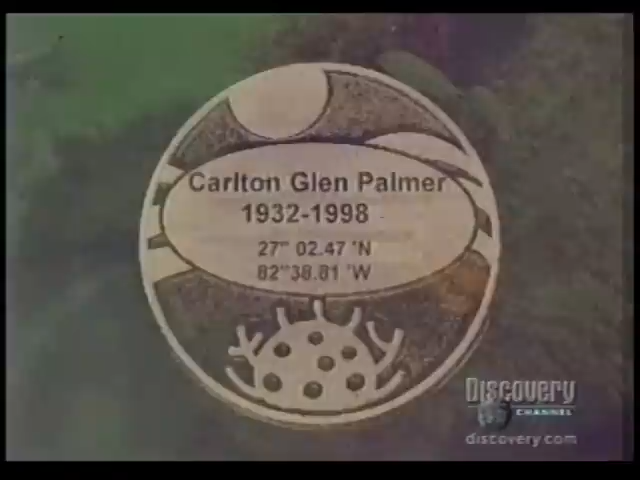 Carlton Glen Palmer
1932-1998
27" 02.47 'N
82"38.81 'W
Discovery
CHANNEL
discovery.com